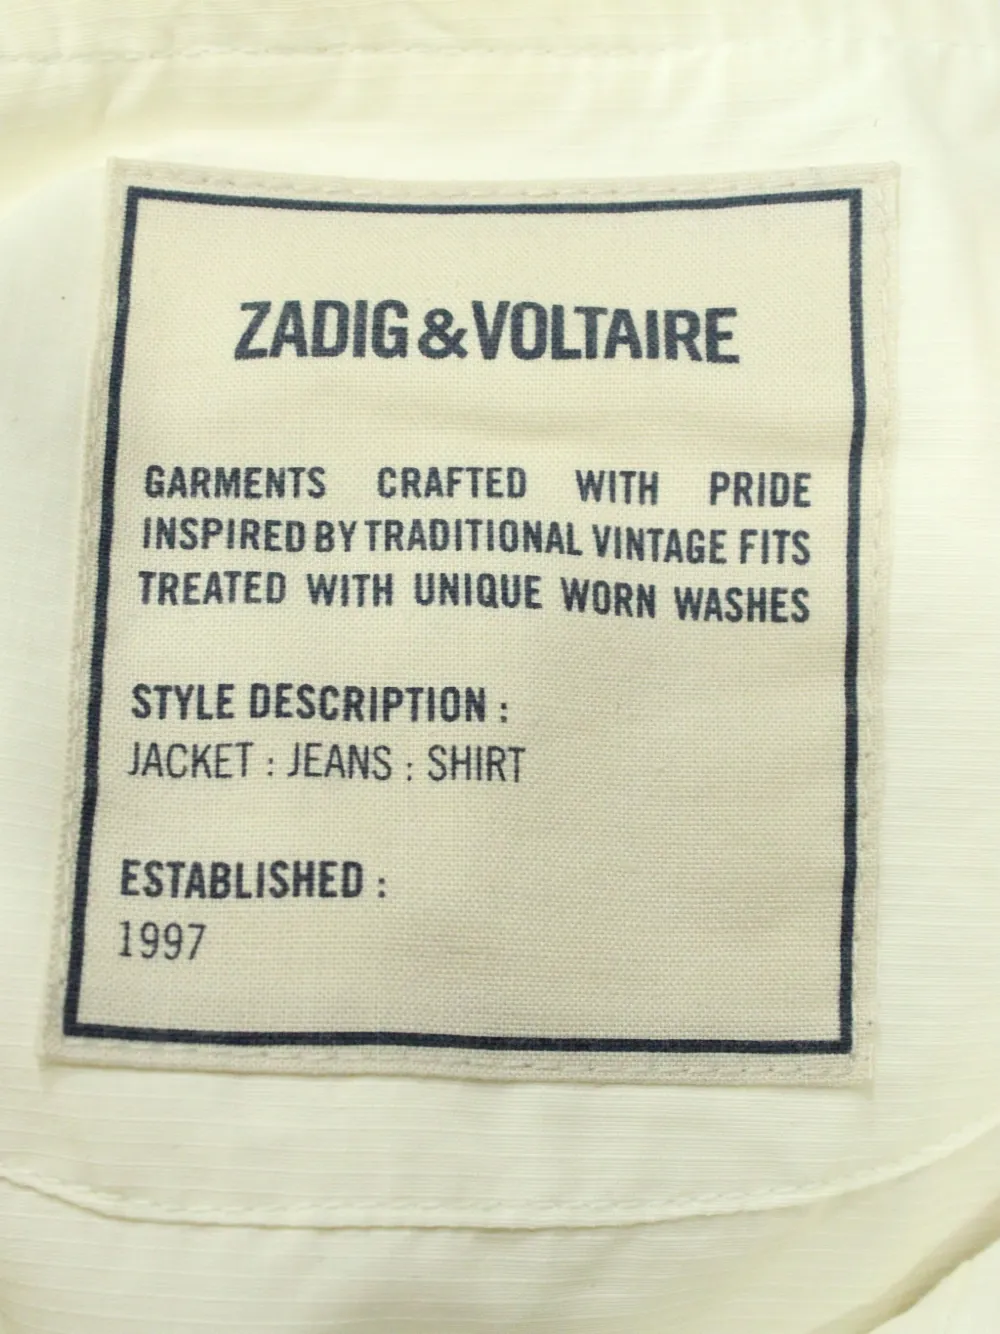 ZADIG&VOLTAIRE
GARMENTS CRAFTED WITH PRIDE
INSPIRED BY TRADITIONAL VINTAGE FITS
TREATED WITH UNIQUE WORN WASHES
STYLE DESCRIPTION :
JACKET : JEANS : SHIRT
ESTABLISHED :
1997